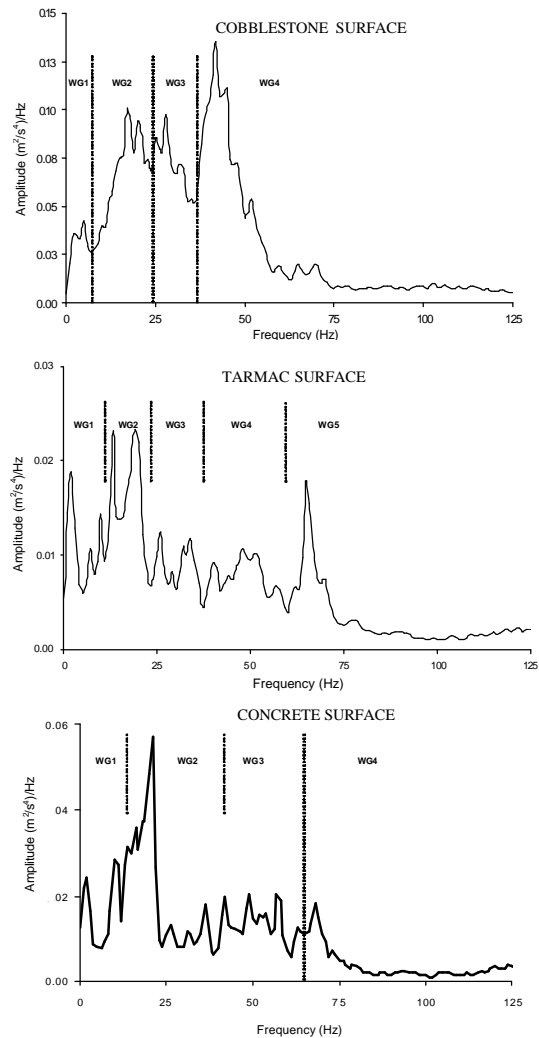 COBBLESTONE SURFACE
0.15
0.13
0.10
0.08
0.05
0.03
0.00
Amplitude (m²/s⁴)/Hz
WG1 WG2 WG3 WG4
0 25 50 75 100 125
Frequency (Hz)
TARMAC SURFACE
0.03
0.02
0.01
0.00
Amplitude (m²/s⁴)/Hz
WG1 WG2 WG3 WG4 WG5
0 25 50 75 100 125
Frequency (Hz)
CONCRETE SURFACE
0.06
.04
.02
0.00
Amplitude (m²/s⁴)/Hz
WG1 WG2 WG3 WG4
0 25 50 75 100 125
Frequency (Hz)